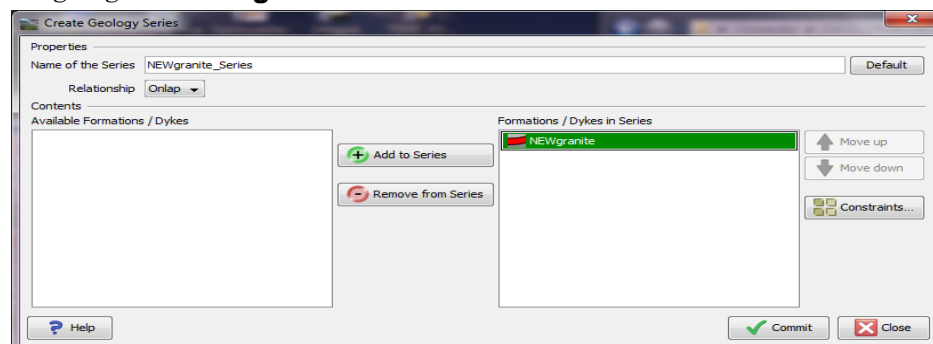 Create Geology Series
Properties
Name of the Series NEWgranite_Series Default
Relationship Onlap
Contents
Available Formations / Dykes Formations / Dykes in Series
NEWgranite
Add to Series
Remove from Series
Move up
Move down
Constraints...
Help Commit Close